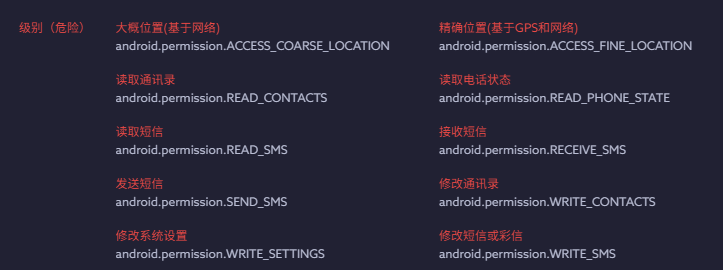 级别（危险）
大概位置(基于网络)
android.permission.ACCESS_COARSE_LOCATION
精确位置(基于GPS和网络)
android.permission.ACCESS_FINE_LOCATION
读取通讯录
android.permission.READ_CONTACTS
读取电话状态
android.permission.READ_PHONE_STATE
读取短信
android.permission.READ_SMS
接收短信
android.permission.RECEIVE_SMS
发送短信
android.permission.SEND_SMS
修改通讯录
android.permission.WRITE_CONTACTS
修改系统设置
android.permission.WRITE_SETTINGS
修改短信或彩信
android.permission.WRITE_SMS